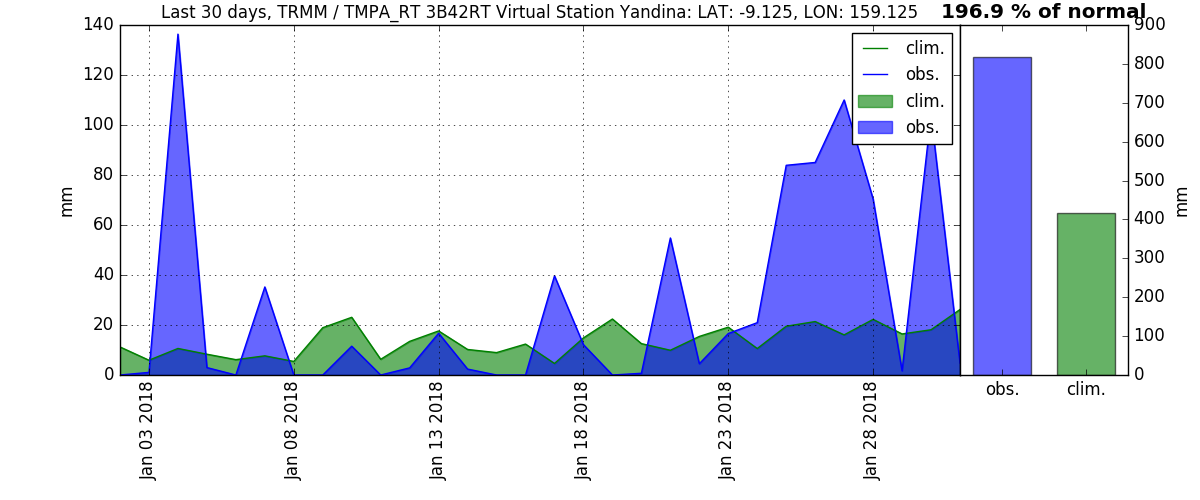 Last 30 days, TRMM / TMPA_RT 3B42RT Virtual Station Yandina: LAT: -9.125, LON: 159.125
196.9 % of normal
140
120
100
80
60
40
20
0
mm
Jan 03 2018
Jan 08 2018
Jan 13 2018
Jan 18 2018
Jan 23 2018
Jan 28 2018
clim.
obs.
clim.
obs.
900
800
700
600
500
400
300
200
100
0
mm
obs.
clim.